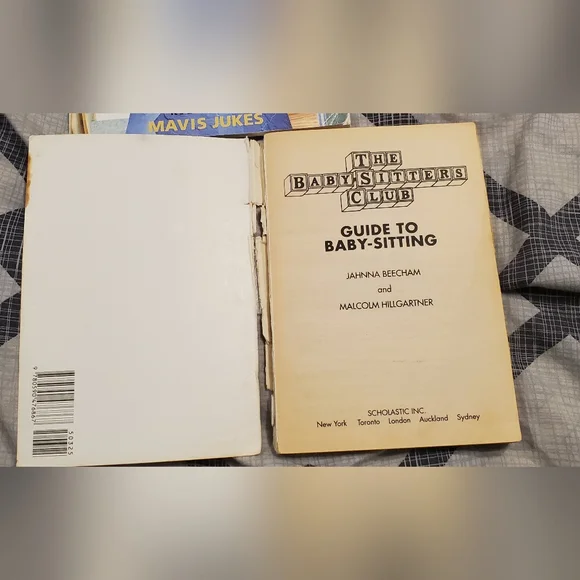 MAVIS JUKES
THE
BABY-SITTERS
CLUB
GUIDE TO
BABY-SITTING
JAHNNA BEECHAM
and
MALCOLM HILLGARTNER
SCHOLASTIC INC.
New York Toronto London Auckland Sydney
50325